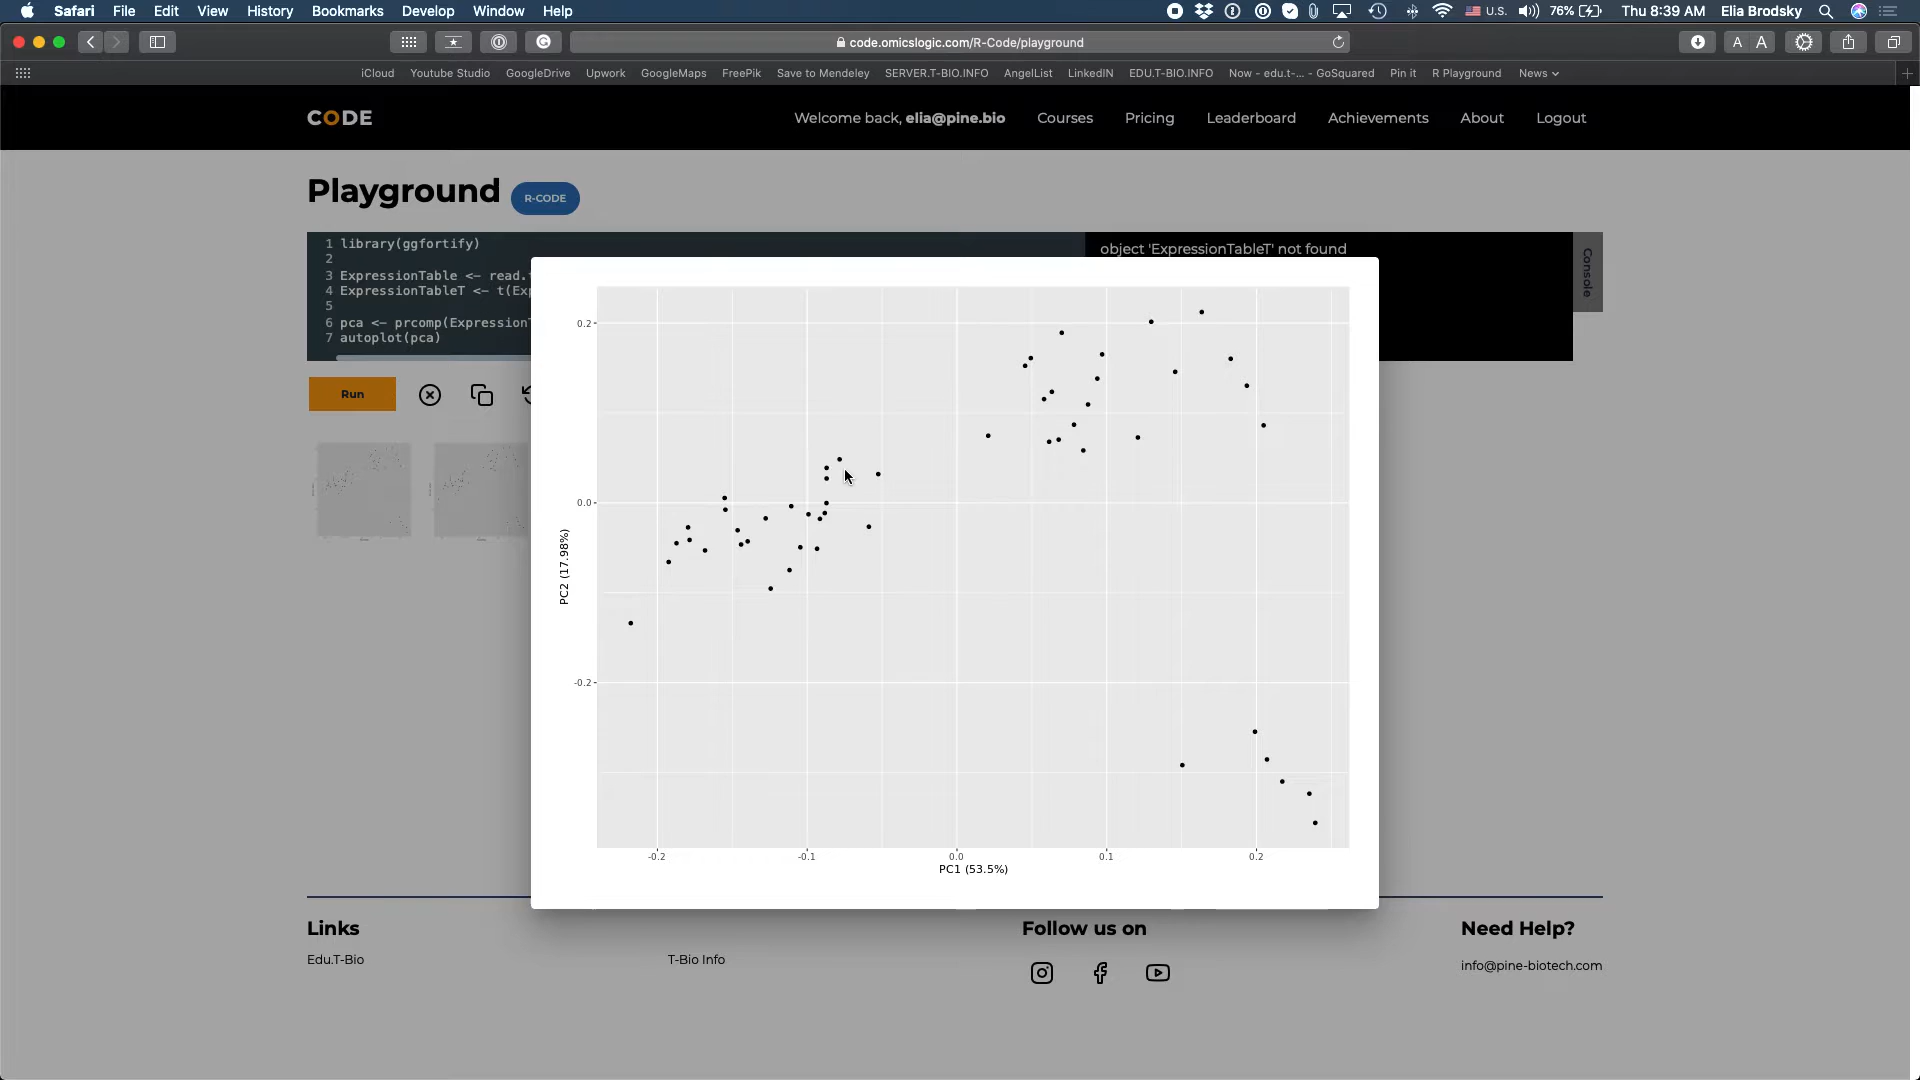 Safari File Edit View History Bookmarks Develop Window Help U.S. 76% Thu 8:39 AM Elia Brodsky
code.omicslogic.com/R-Code/playground A A
iCloud Youtube Studio GoogleDrive Upwork GoogleMaps FreePik Save to Mendeley SERVER.T-BIO.INFO AngelList LinkedIN EDU.T-BIO.INFO Now - edu.t-... - GoSquared Pin it R Playground News
CODE Welcome back, elia@pine.bio Courses Pricing Leaderboard Achievements About Logout
Playground R-CODE
1 library(ggfortify)
2
3 ExpressionTable <- read.
4 ExpressionTableT <- t(Ex
5
6 pca <- prcomp(Expression
7 autoplot(pca)
object 'ExpressionTableT' not found
Console
Run
0.2
0.0
-0.2
PC2 (17.98%)
-0.2 -0.1 0.0 0.1 0.2
PC1 (53.5%)
Links
Edu.T-Bio
T-Bio Info
Follow us on
Need Help?
info@pine-biotech.com